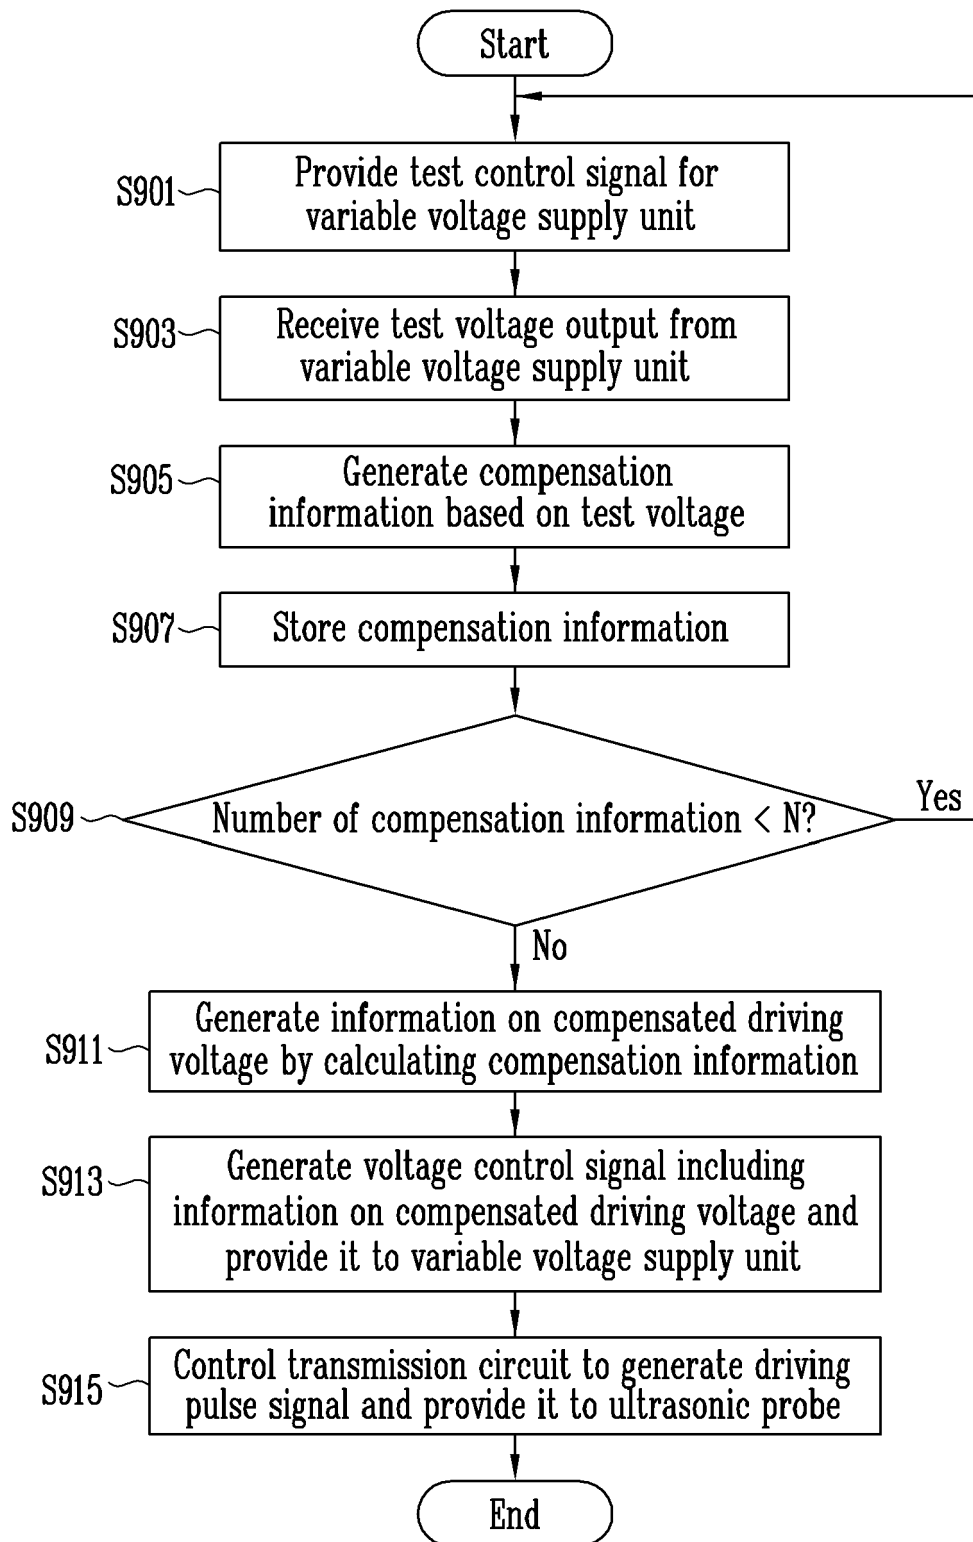 Start
S901
Provide test control signal for
variable voltage supply unit
S903
Receive test voltage output from
variable voltage supply unit
S905
Generate compensation
information based on test voltage
S907
Store compensation information
S909
Number of compensation information < N?
Yes
No
S911
Generate information on compensated driving
voltage by calculating compensation information
S913
Generate voltage control signal including
information on compensated driving voltage and
provide it to variable voltage supply unit
S915
Control transmission circuit to generate driving
pulse signal and provide it to ultrasonic probe
End